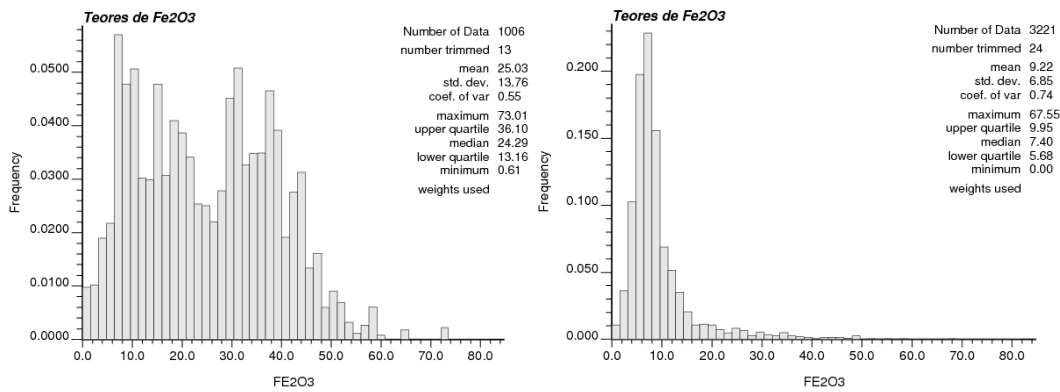 Teores de Fe2O3
Number of Data 1006
number trimmed 13
mean 25.03
std. dev. 13.76
coef. of var 0.55
maximum 73.01
upper quartile 36.10
median 24.29
lower quartile 13.16
minimum 0.61
weights used
Frequency
0.0500
0.0400
0.0300
0.0200
0.0100
0.0000
0.0 10.0 20.0 30.0 40.0 50.0 60.0 70.0 80.0
FE2O3
Teores de Fe2O3
Number of Data 3221
number trimmed 24
mean 9.22
std. dev. 6.85
coef. of var 0.74
maximum 67.55
upper quartile 9.95
median 7.40
lower quartile 5.68
minimum 0.00
weights used
Frequency
0.200
0.150
0.100
0.050
0.000
0.0 10.0 20.0 30.0 40.0 50.0 60.0 70.0 80.0
FE2O3